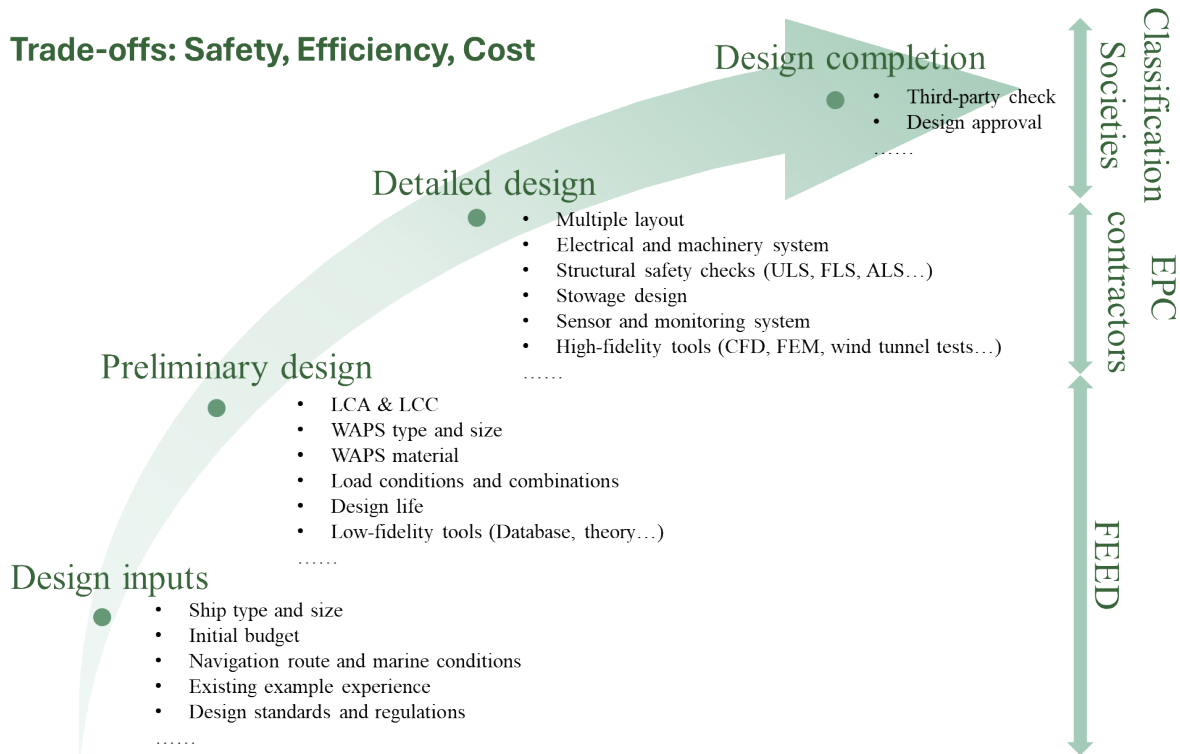 Trade-offs: Safety, Efficiency, Cost
Design completion
• Third-party check
• Design approval
……
Detailed design
• Multiple layout
• Electrical and machinery system
• Structural safety checks (ULS, FLS, ALS…)
• Stowage design
• Sensor and monitoring system
• High-fidelity tools (CFD, FEM, wind tunnel tests…)
……
Preliminary design
• LCA & LCC
• WAPS type and size
• WAPS material
• Load conditions and combinations
• Design life
• Low-fidelity tools (Database, theory…)
……
Design inputs
• Ship type and size
• Initial budget
• Navigation route and marine conditions
• Existing example experience
• Design standards and regulations
……
Classification
Societies
EPC
contractors
FEED